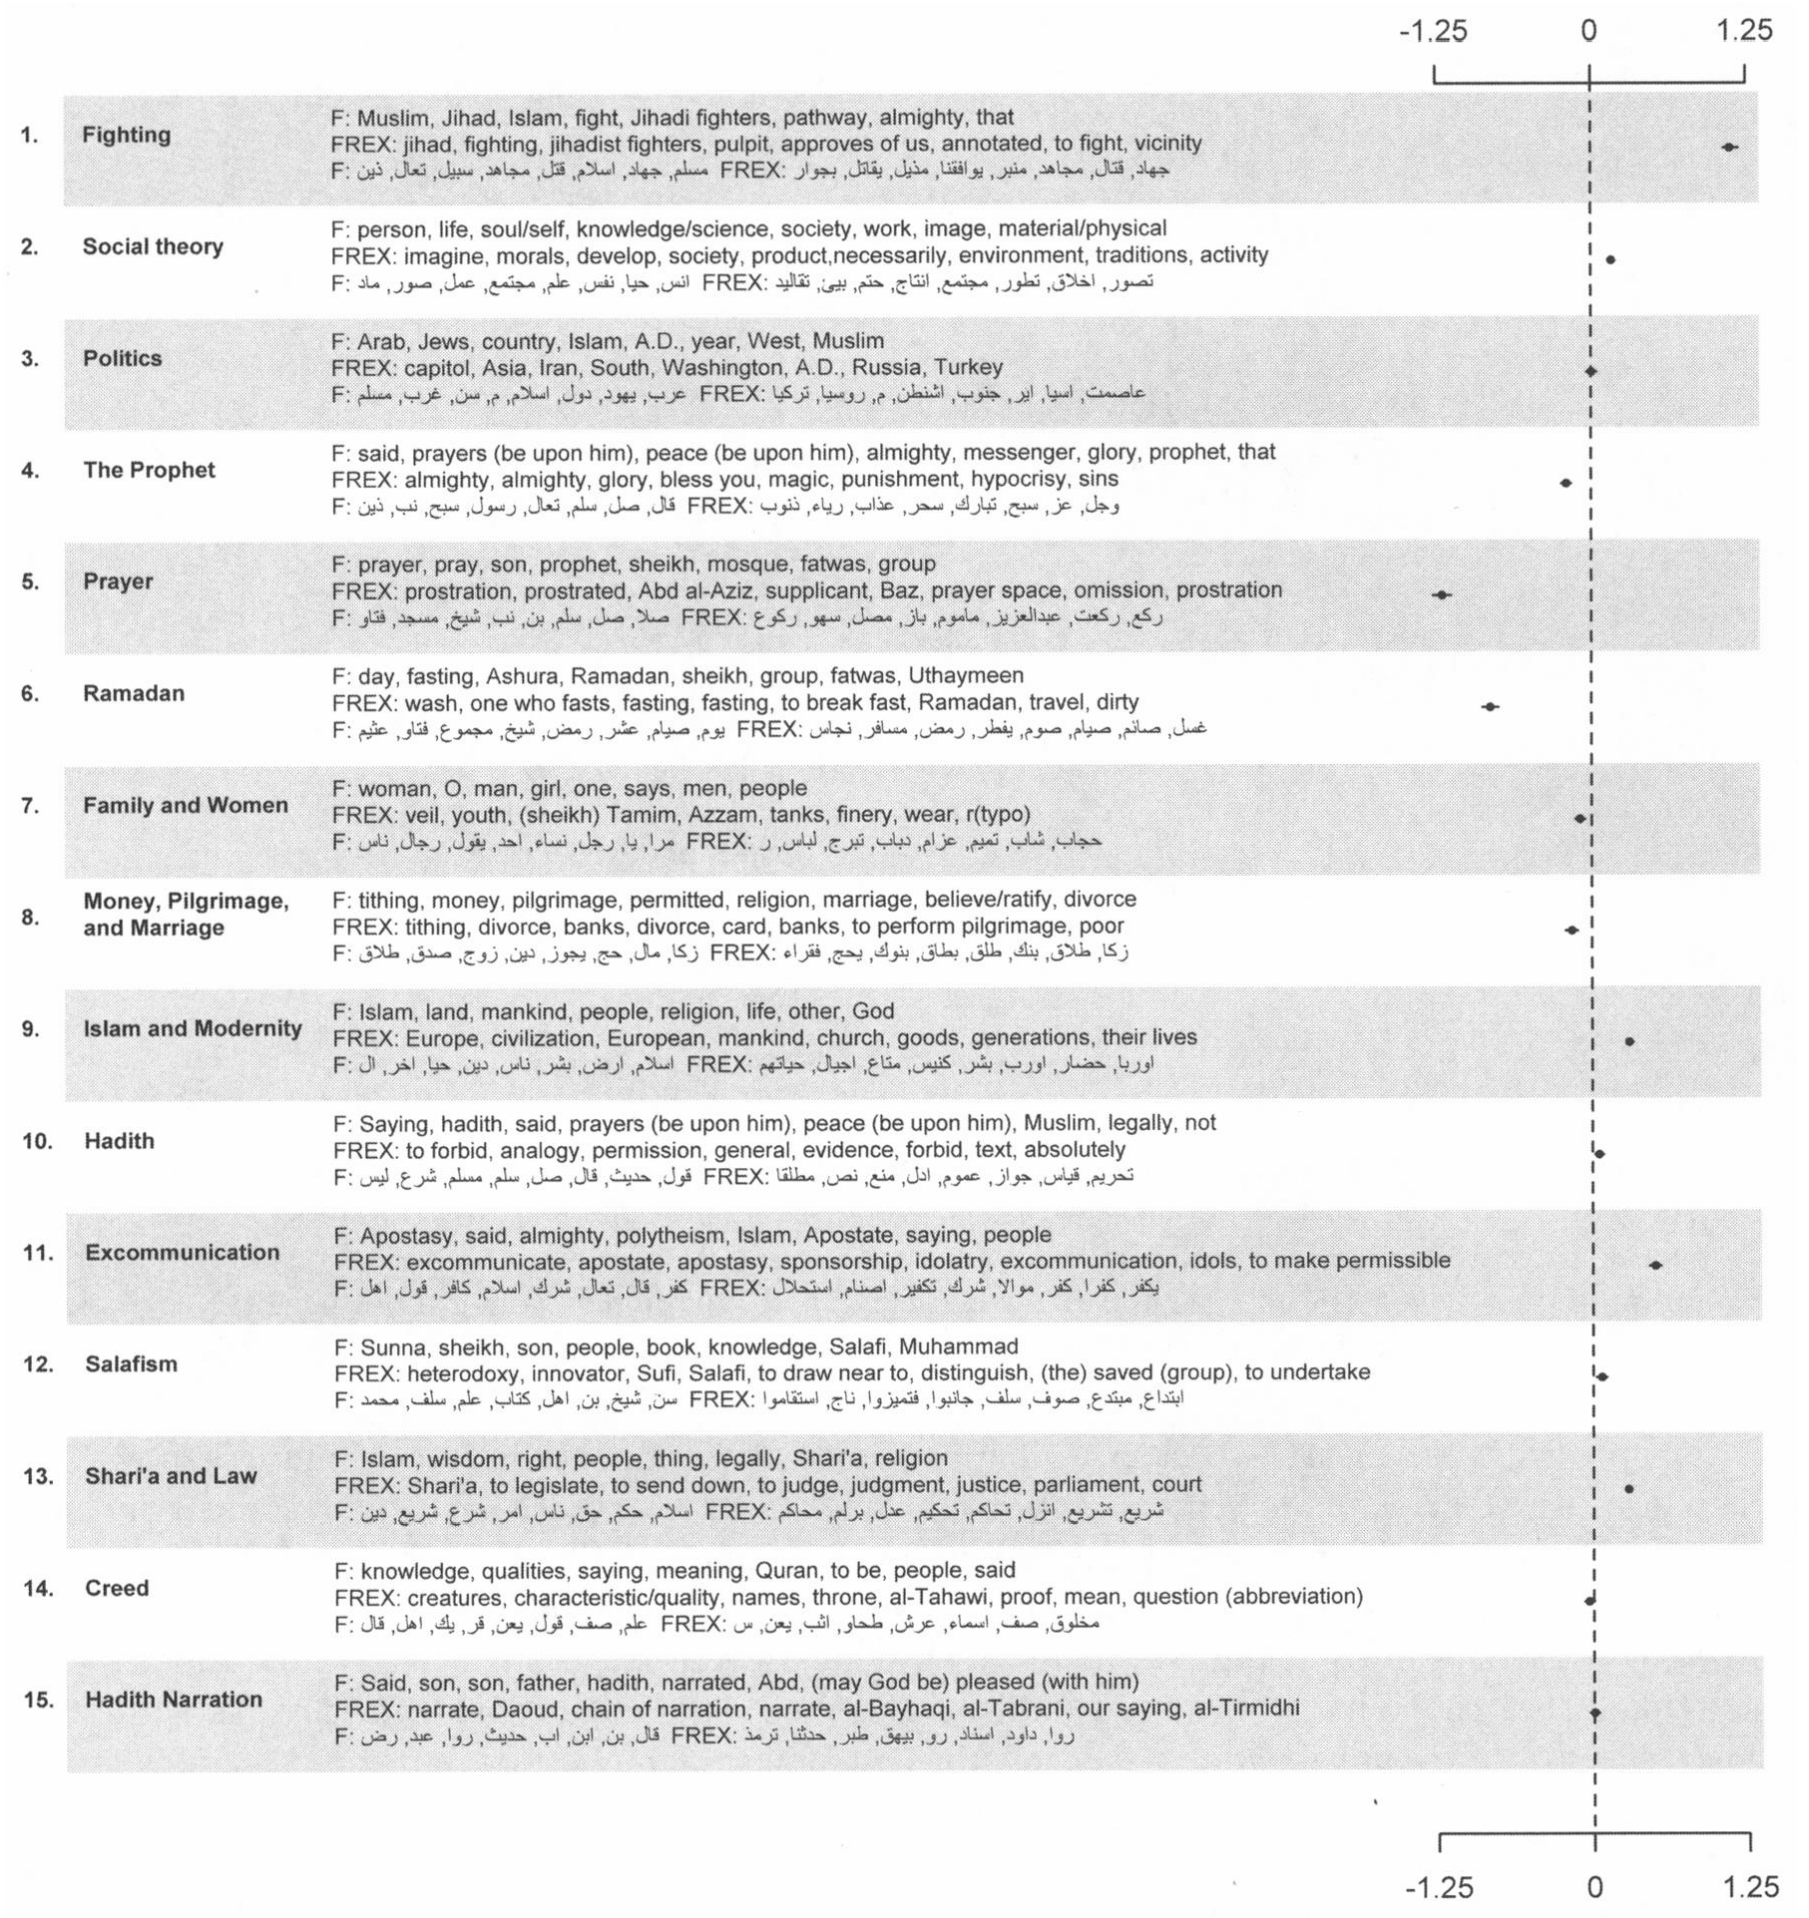 -1.25 0 1.25
1. Fighting
F: Muslim, Jihad, Islam, fight, Jihadi fighters, pathway, almighty, that
FREX: jihad, fighting, jihadist fighters, pulpit, approves of us, annotated, to fight, vicinity
F: مسلم, جهاد, اسلام, قتل, مجاهد, سبيل, تعال, ذين FREX: جهاد, قتال, مجاهد, منبر, يوافقنا, مذيل, يقاتل, بجوار
2. Social theory
F: person, life, soul/self, knowledge/science, society, work, image, material/physical
FREX: imagine, morals, develop, society, product,necessarily, environment, traditions, activity
F: انس, حيا, نفس, علم, مجتمع, عمل, صور, ماد FREX: تصور, اخلاق, تطور, مجتمع, انتاج, حتم, بيئ, تقاليد
3. Politics
F: Arab, Jews, country, Islam, A.D., year, West, Muslim
FREX: capitol, Asia, Iran, South, Washington, A.D., Russia, Turkey
F: عرب, يهود, دول, اسلام, م, سن, غرب, مسلم FREX: عاصمت, اسيا, اير, جنوب, اشنطن, م, روسيا, تركيا
4. The Prophet
F: said, prayers (be upon him), peace (be upon him), almighty, messenger, glory, prophet, that
FREX: almighty, almighty, glory, bless you, magic, punishment, hypocrisy, sins
F: قال, صل, سلم, تعال, رسول, سبح, نب, ذين FREX: وجل, عز, سبح, تبارك, سحر, عذاب, رياء, ذنوب
5. Prayer
F: prayer, pray, son, prophet, sheikh, mosque, fatwas, group
FREX: prostration, prostrated, Abd al-Aziz, supplicant, Baz, prayer space, omission, prostration
F: صلا, صل, سلم, بن, نب, شيخ, مسجد, فتاو FREX: ركع, ركعت, عبدالعزيز, ماموم, باز, مصل, سهو, ركوع
6. Ramadan
F: day, fasting, Ashura, Ramadan, sheikh, group, fatwas, Uthaymeen
FREX: wash, one who fasts, fasting, fasting, to break fast, Ramadan, travel, dirty
F: يوم, صيام, عشر, رمض, شيخ, مجموع, فتاو, عثيم FREX: غسل, صائم, صيام, صوم, يفطر, رمض, مسافر, نجاس
7. Family and Women
F: woman, O, man, girl, one, says, men, people
FREX: veil, youth, (sheikh) Tamim, Azzam, tanks, finery, wear, r(typo)
F: مرا, يا, رجل, نساء, احد, يقول, رجال, ناس FREX: حجاب, شاب, تميم, عزام, دباب, تبرج, لباس, ر
8. Money, Pilgrimage, and Marriage
F: tithing, money, pilgrimage, permitted, religion, marriage, believe/ratify, divorce
FREX: tithing, divorce, banks, divorce, card, banks, to perform pilgrimage, poor
F: زكا, مال, حج, يجوز, دين, زوج, صدق, طلاق FREX: زكا, طلاق, بنك, طلق, بطاق, بنوك, يحج, فقراء
9. Islam and Modernity
F: Islam, land, mankind, people, religion, life, other, God
FREX: Europe, civilization, European, mankind, church, goods, generations, their lives
F: اسلام, ارض, بشر, ناس, دين, حيا, اخر, ال FREX: اوربا, حضار, اورب, بشر, كنيس, متاع, اجيال, حياتهم
10. Hadith
F: Saying, hadith, said, prayers (be upon him), peace (be upon him), Muslim, legally, not
FREX: to forbid, analogy, permission, general, evidence, forbid, text, absolutely
F: قول, حديث, قال, صل, سلم, مسلم, شرع, ليس FREX: تحريم, قياس, جواز, عموم, ادل, منع, نص, مطلقا
11. Excommunication
F: Apostasy, said, almighty, polytheism, Islam, Apostate, saying, people
FREX: excommunicate, apostate, apostasy, sponsorship, idolatry, excommunication, idols, to make permissible
F: كفر, قال, تعال, شرك, اسلام, كافر, قول, اهل FREX: يكفر, كفرا, كفر, موالا, شرك, تكفير, اصنام, استحلال
12. Salafism
F: Sunna, sheikh, son, people, book, knowledge, Salafi, Muhammad
FREX: heterodoxy, innovator, Sufi, Salafi, to draw near to, distinguish, (the) saved (group), to undertake
F: سن, شيخ, بن, اهل, كتاب, علم, سلف, محمد FREX: ابتداع, مبتدع, صوف, سلف, جانبوا, فتميزوا, ناج, استقاموا
13. Shari'a and Law
F: Islam, wisdom, right, people, thing, legally, Shari'a, religion
FREX: Shari'a, to legislate, to send down, to judge, judgment, justice, parliament, court
F: اسلام, حكم, حق, ناس, امر, شرع, شريع, دين FREX: شريع, تشريع, انزل, تحاكم, تحكيم, عدل, برلم, محاكم
14. Creed
F: knowledge, qualities, saying, meaning, Quran, to be, people, said
FREX: creatures, characteristic/quality, names, throne, al-Tahawi, proof, mean, question (abbreviation)
F: علم, صف, قول, يعن, قر, يك, اهل, قال FREX: مخلوق, صف, اسماء, عرش, طحاو, اثب, يعن, س
15. Hadith Narration
F: Said, son, son, father, hadith, narrated, Abd, (may God be) pleased (with him)
FREX: narrate, Daoud, chain of narration, narrate, al-Bayhaqi, al-Tabrani, our saying, al-Tirmidhi
F: قال, بن, ابن, اب, حديث, روا, عبد, رض FREX: روا, داود, اسناد, رو, بيهق, طبر, حدثنا, ترمذ
-1.25 0 1.25